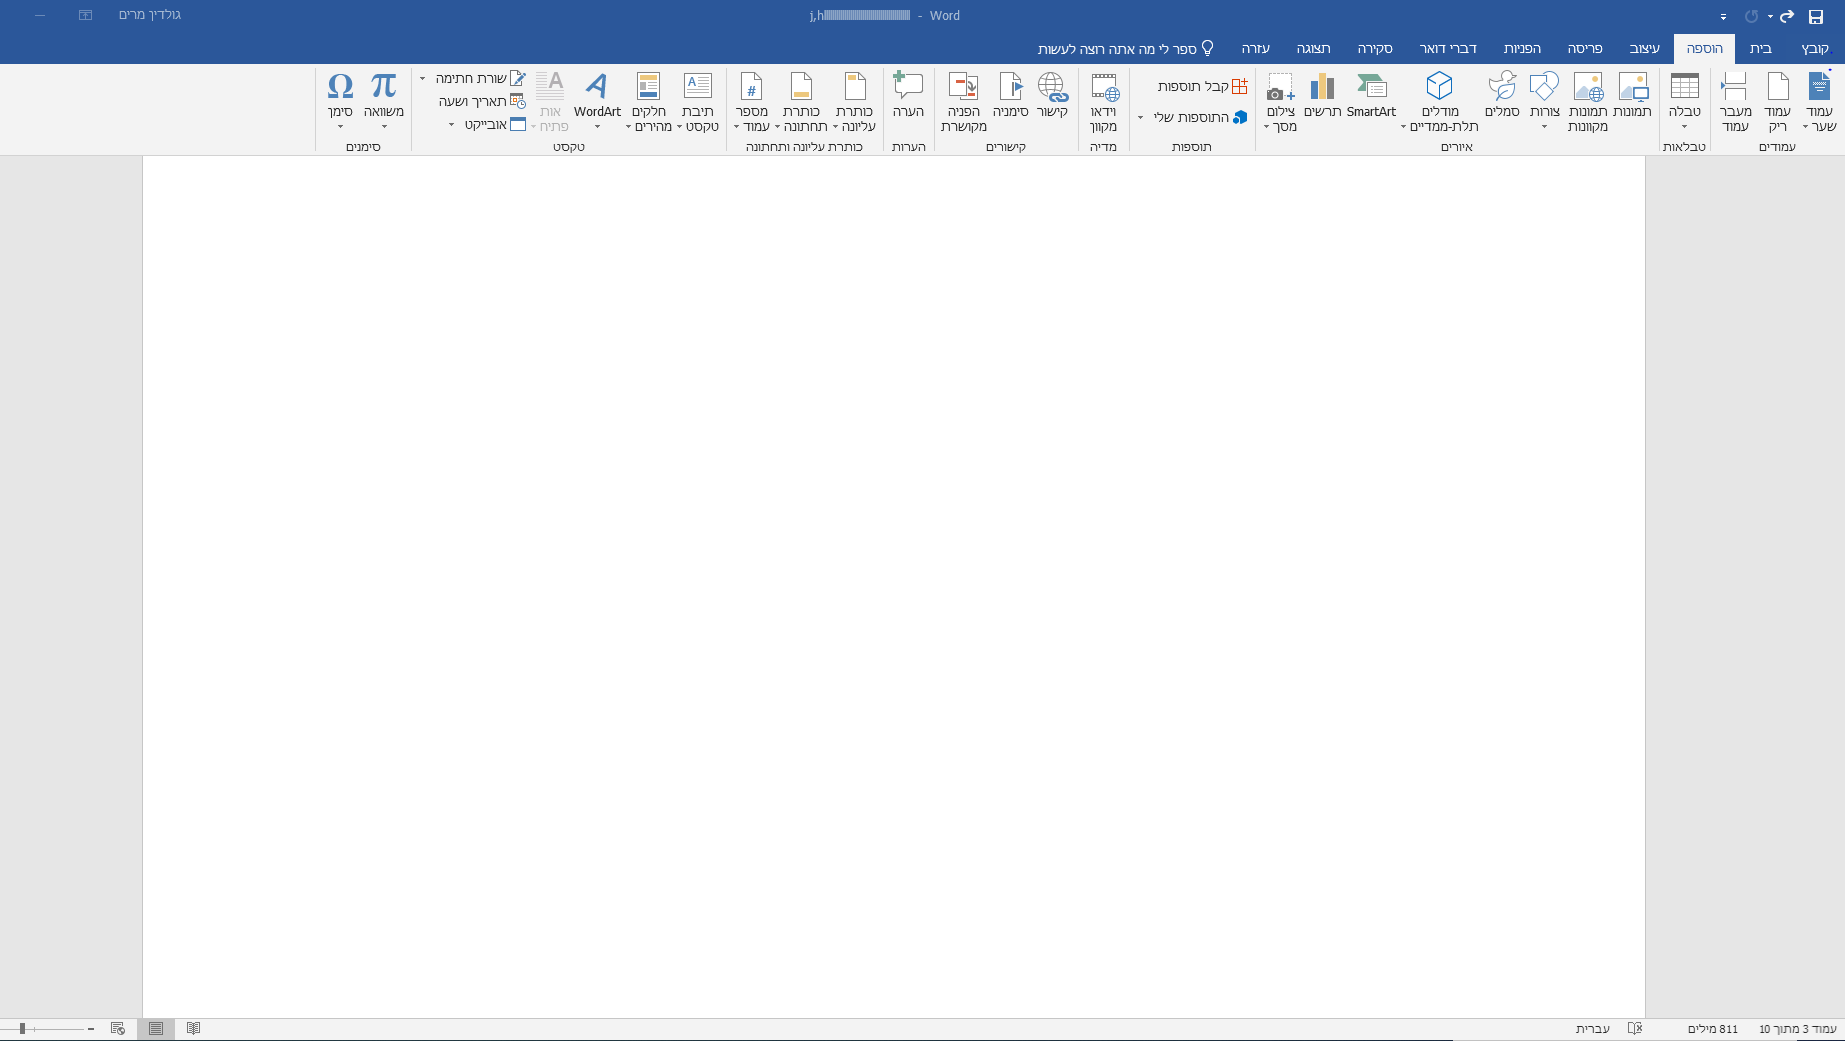 גולדין מרים
j,hllllllllllllllllllllllllllllllllllllllll - Word
קובץ
בית
הוספה
עיצוב
פריסה
הפניות
דברי דואר
סקירה
תצוגה
עזרה
ספר לי מה אתה רוצה לעשות
עמוד שער
עמוד ריק
מעבר עמוד
עמודים
טבלה
טבלאות
תמונות
תמונות מקוונות
צורות
סמלים
מודלים תלת-ממדיים
SmartArt
תרשים
צילום מסך
איורים
קבל תוספות
התוספות שלי
תוספות
וידאו מקוון
מדיה
קישור
סימניה
הפניה מקושרת
קישורים
הערה
הערות
כותרת עליונה
כותרת תחתונה
מספר עמוד
כותרת עליונה ותחתונה
תיבת טקסט
חלקים מהירים
WordArt
אות פתיח
שורת חתימה
תאריך ושעה
אובייקט
טקסט
משוואה
סימן
סימנים
עמוד 3 מתוך 10
811 מילים
עברית